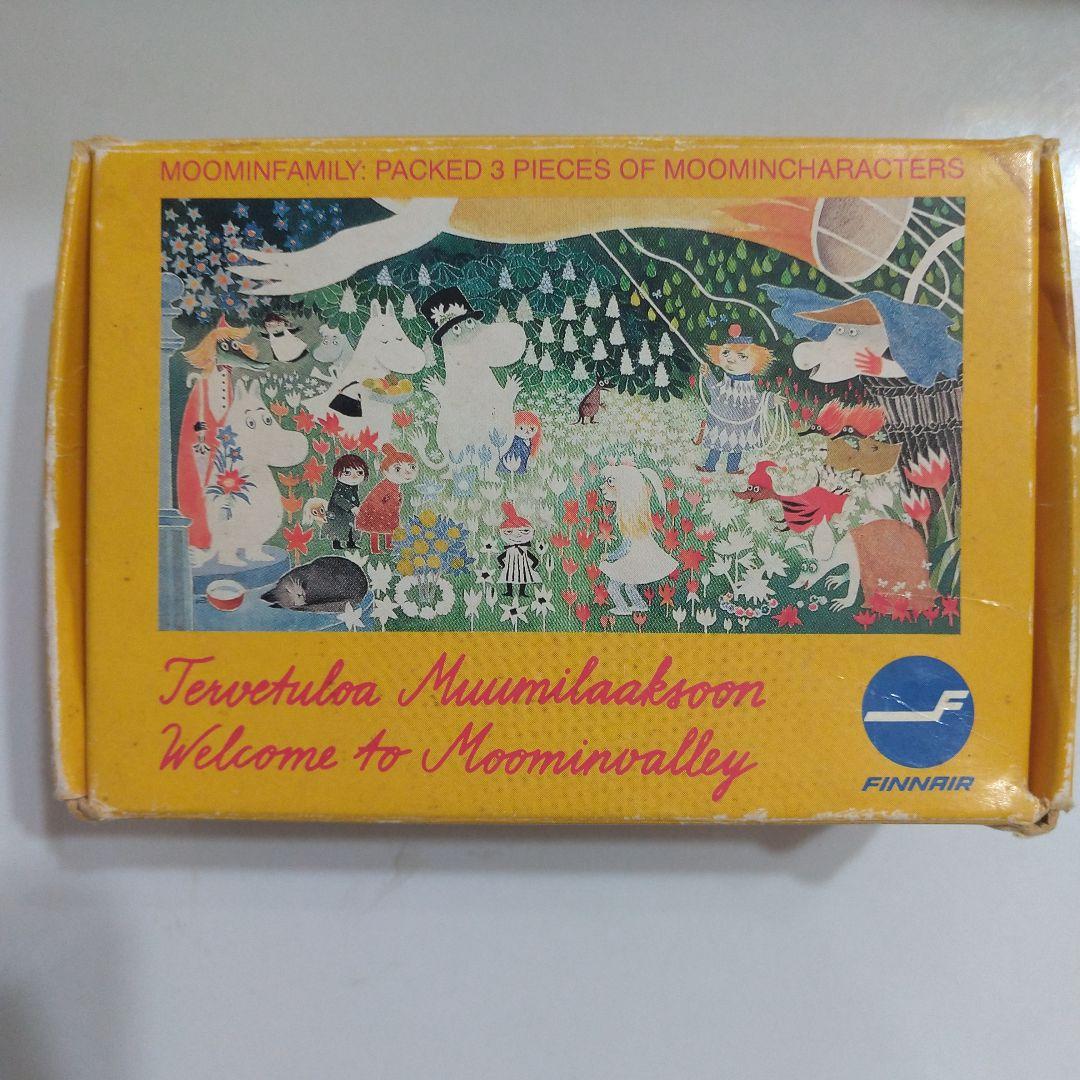 MOOMINFAMILY: PACKED 3 PIECES OF MOOMINCHARACTERS
Tervetuloa Muumilaaksoon
Welcome to Moominvalley
F
FINNAIR